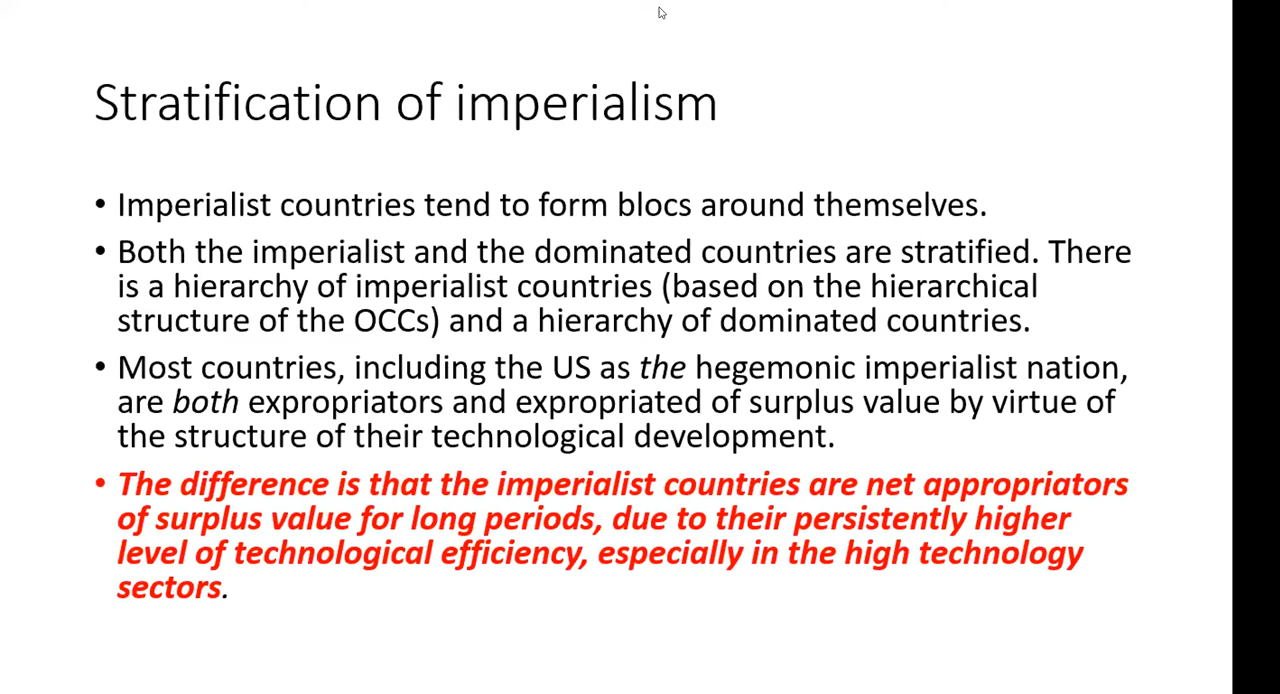 Stratification of imperialism
• Imperialist countries tend to form blocs around themselves.
• Both the imperialist and the dominated countries are stratified. There
is a hierarchy of imperialist countries (based on the hierarchical
structure of the OCCs) and a hierarchy of dominated countries.
• Most countries, including the US as the hegemonic imperialist nation,
are both expropriators and expropriated of surplus value by virtue of
the structure of their technological development.
• The difference is that the imperialist countries are net appropriators
of surplus value for long periods, due to their persistently higher
level of technological efficiency, especially in the high technology
sectors.